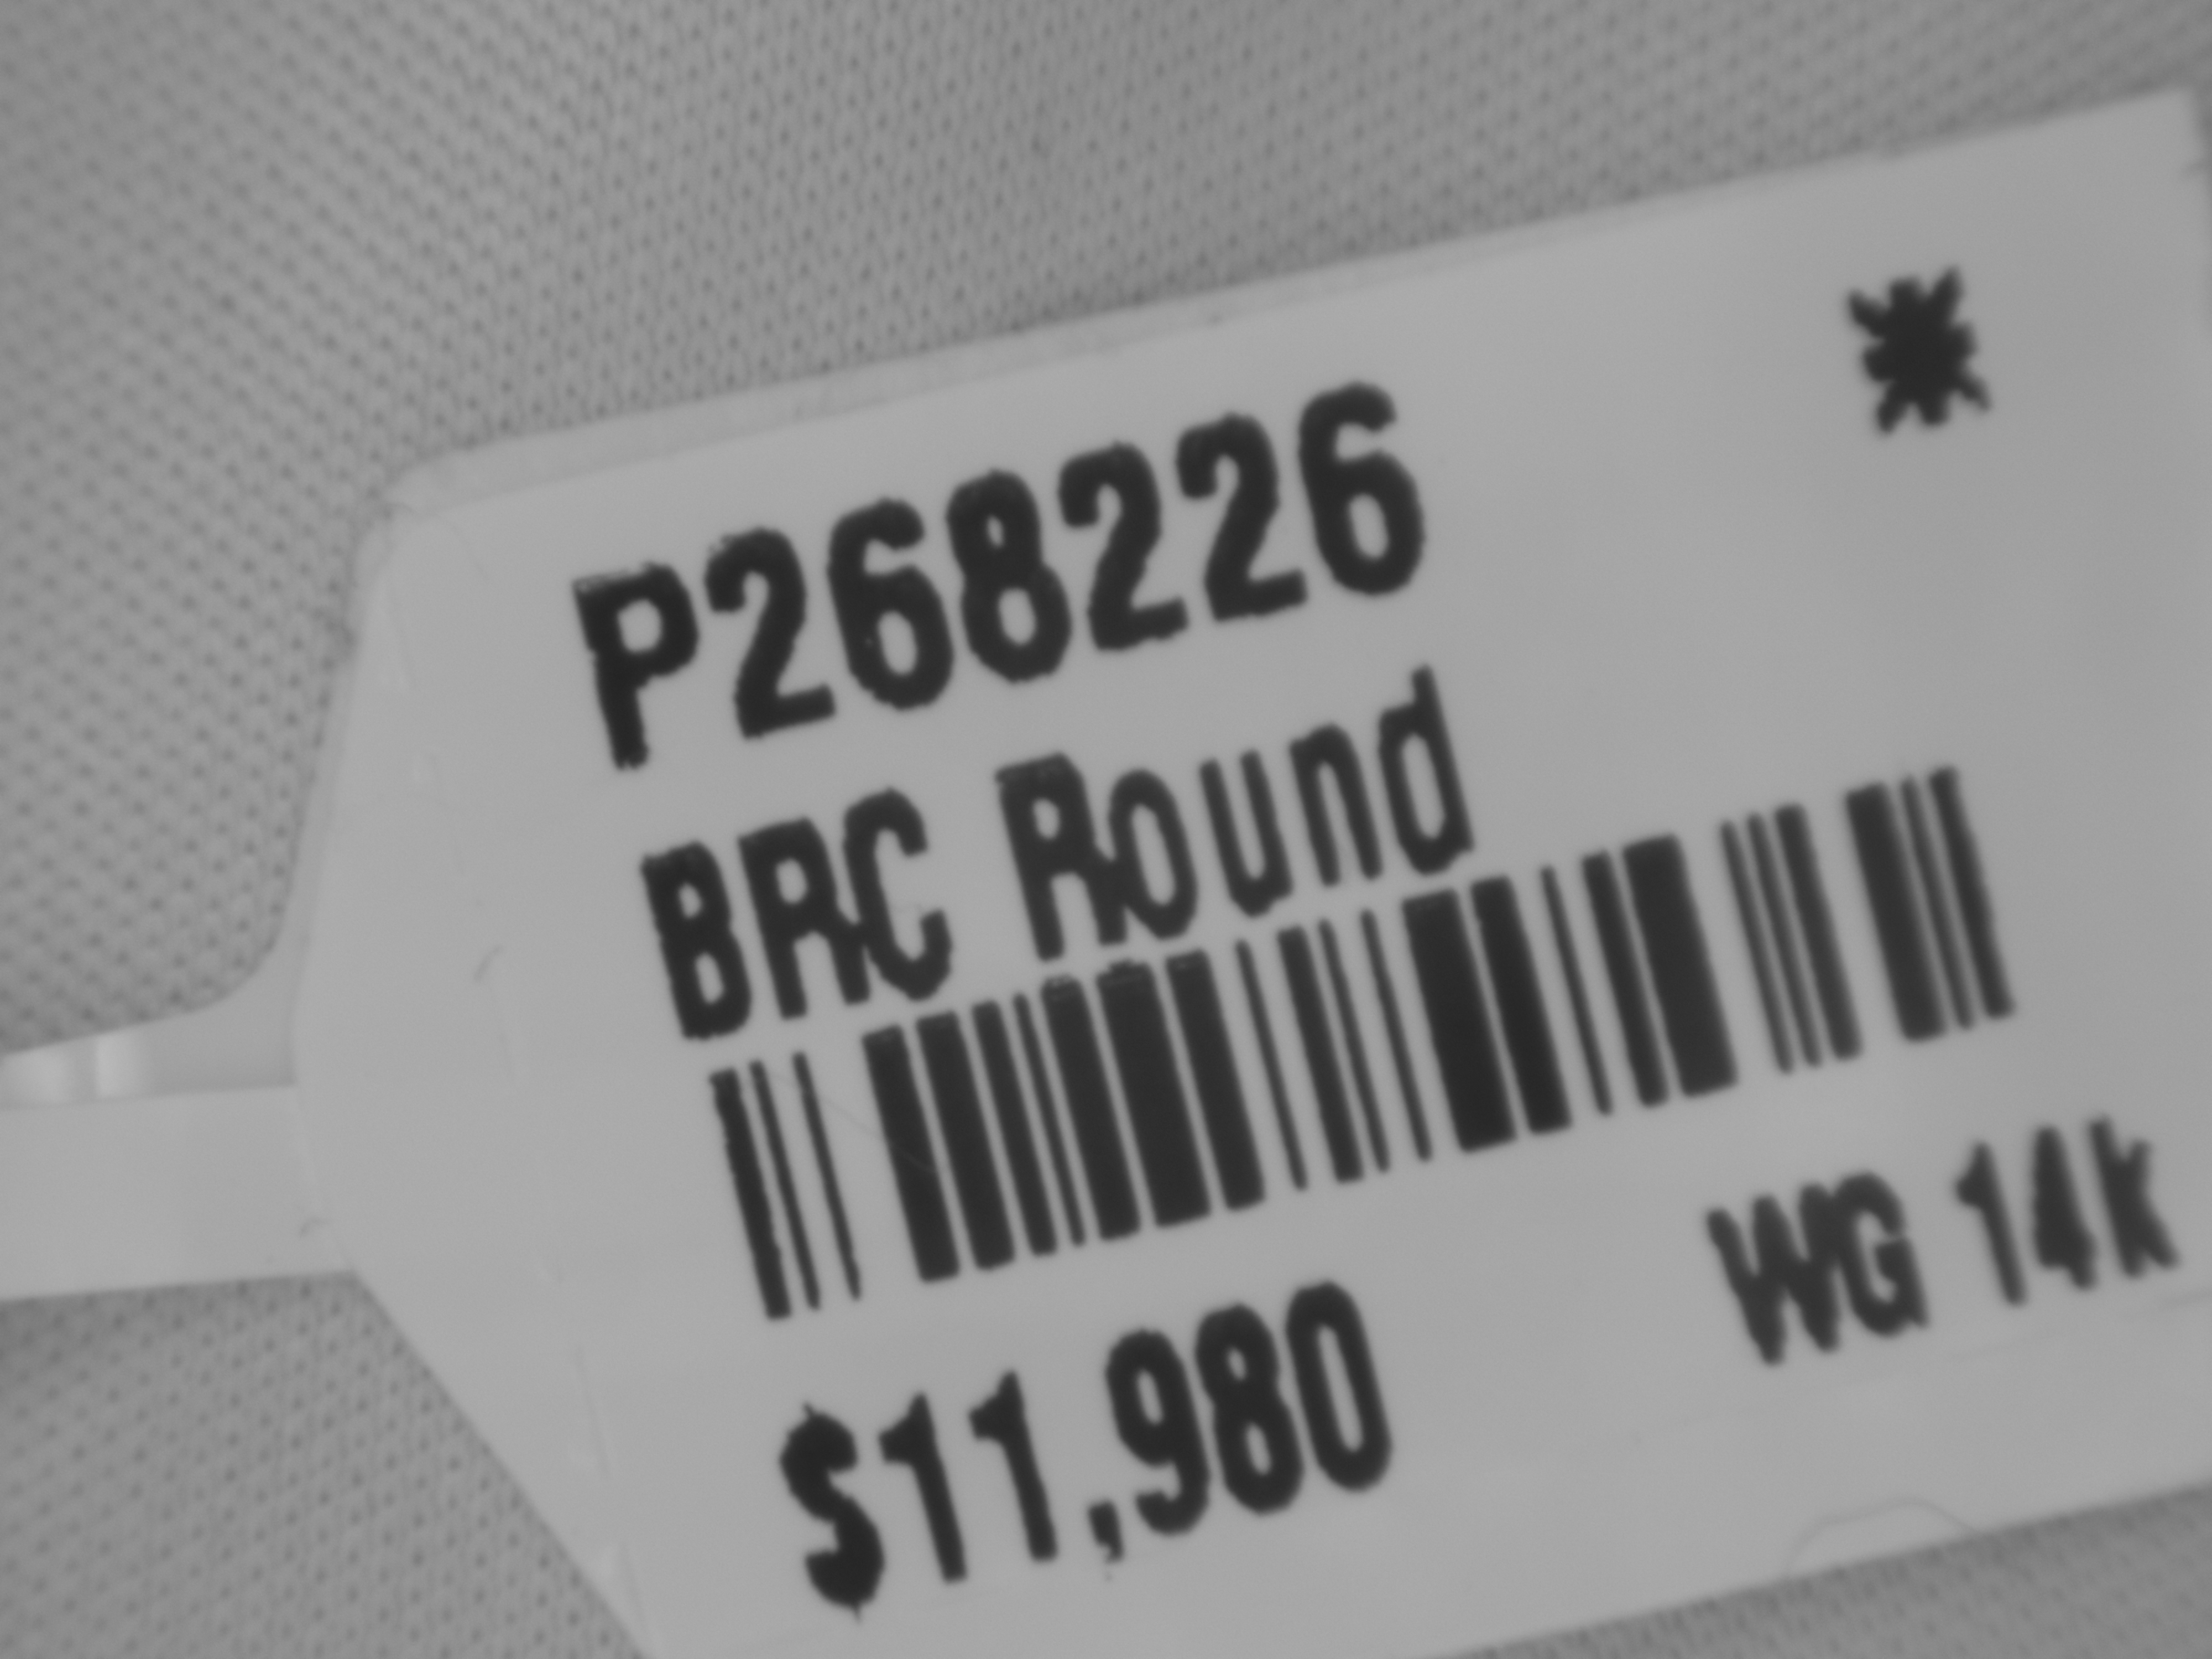 *
P268226
BRC Round
$11,980
WG 14k